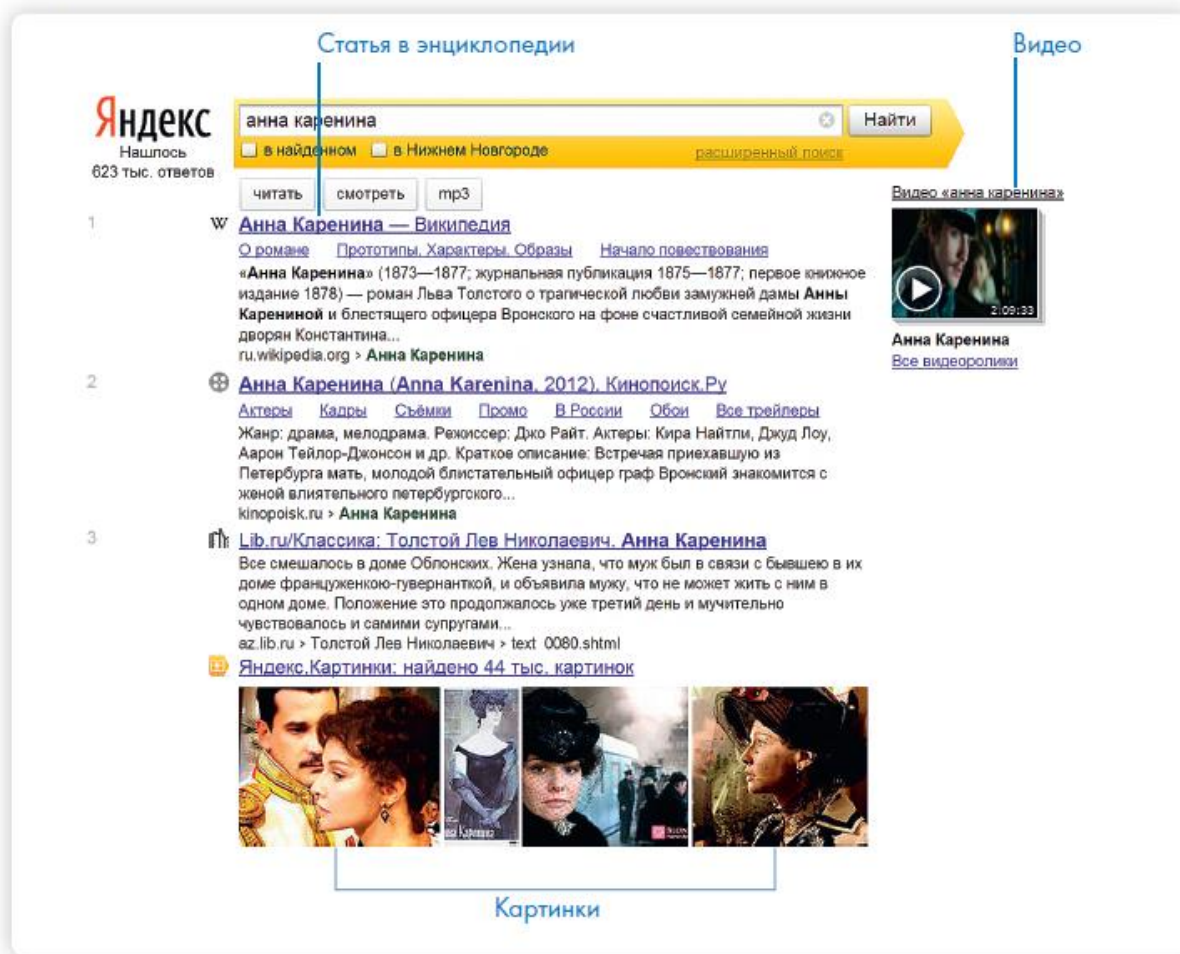 Статья в энциклопедии
Видео
Яндекс
Нашлось
623 тыс. ответов
анна каренина
Найти
в найденном
в Нижнем Новгороде
расширенный поиск
читать
смотреть
mp3
1
W Анна Каренина — Википедия
О романе Прототипы. Характеры. Образы Начало повествования
«Анна Каренина» (1873—1877; журнальная публикация 1875—1877; первое книжное
издание 1878) — роман Льва Толстого о трагической любви замужней дамы Анны
Карениной и блестящего офицера Вронского на фоне счастливой семейной жизни
дворян Константина...
ru.wikipedia.org > Анна Каренина
2
Анна Каренина (Anna Karenina, 2012). Кинопоиск.Ру
Актеры Кадры Съёмки Промо В России Обои Все трейлеры
Жанр: драма, мелодрама. Режиссер: Джо Райт. Актеры: Кира Найтли, Джуд Лоу,
Аарон Тейлор-Джонсон и др. Краткое описание: Встречая приехавшую из
Петербурга мать, молодой блистательный офицер граф Вронский знакомится с
женой влиятельного петербургского...
kinopoisk.ru > Анна Каренина
3
Lib.ru/Классика: Толстой Лев Николаевич. Анна Каренина
Все смешалось в доме Облонских. Жена узнала, что муж был в связи с бывшею в их
доме француженкою-гувернанткой, и объявила мужу, что не может жить с ним в
одном доме. Положение это продолжалось уже третий день и мучительно
чувствовалось и самими супругами...
az.lib.ru > Толстой Лев Николаевич > text_0080.shtml
Яндекс.Картинки: найдено 44 тыс. картинок
Каренина
Видео «анна каренина»
2:09:33
Анна Каренина
Все видеоролики
Картинки